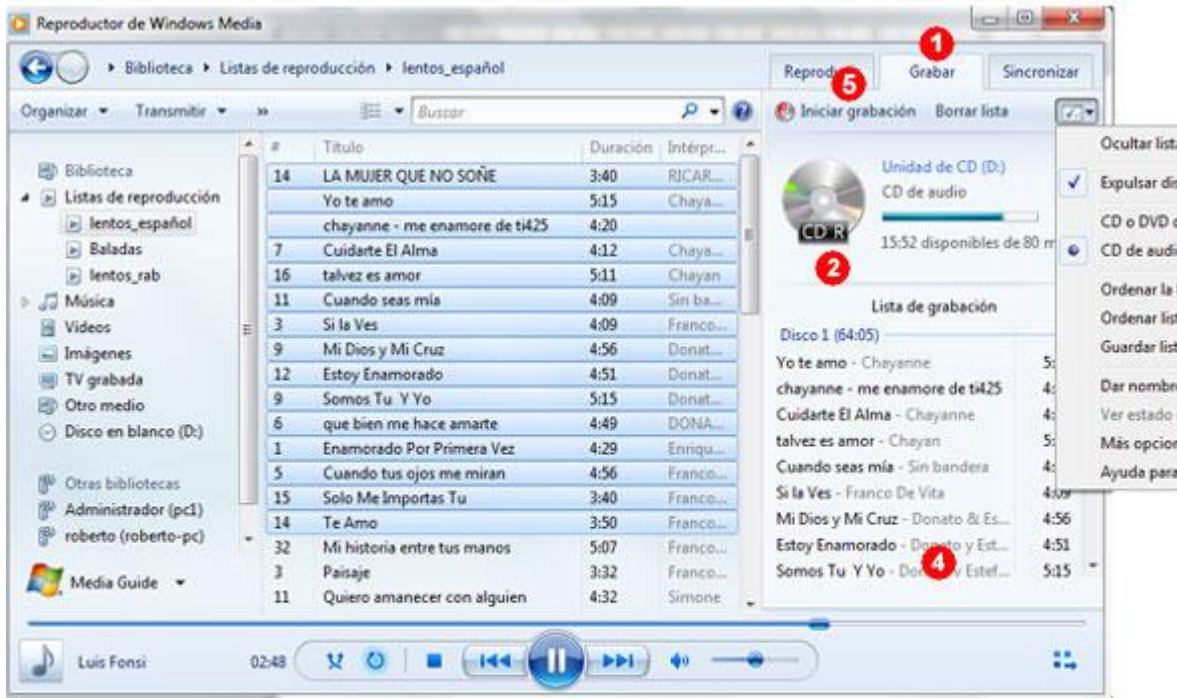 Reproductor de Windows Media
Biblioteca Listas de reproducción lentos_español
Reprodu
1
Grabar
Sincronizar
5
Organizar Transmitir » Buscar
Iniciar grabación Borrar lista
Biblioteca
Listas de reproducción
lentos_español
Baladas
lentos_rab
Música
Videos
Imágenes
TV grabada
Otro medio
Disco en blanco (D:)
Otras bibliotecas
Administrador (pc1)
roberto (roberto-pc)
Media Guide
# Título Duración Intérpr...
14 LA MUJER QUE NO SOÑE 3:40 RICAR...
Yo te amo 5:15 Chaya...
chayanne - me enamore de ti425 4:20
7 Cuidarte El Alma 4:12 Chaya...
16 talvez es amor 5:11 Chayan
11 Cuando seas mía 4:09 Sin ba...
3 Si la Ves 4:09 Franco...
9 Mi Dios y Mi Cruz 4:56 Donat...
12 Estoy Enamorado 4:51 Donat...
9 Somos Tu Y Yo 5:15 Donat...
6 que bien me hace amarte 4:49 DONA...
1 Enamorado Por Primera Vez 4:29 Enriqu...
5 Cuando tus ojos me miran 4:56 Franco...
15 Solo Me Importas Tu 3:40 Franco...
14 Te Amo 3:50 Franco...
32 Mi historia entre tus manos 5:07 Franco...
3 Paisaje 3:32 Franco...
11 Quiero amanecer con alguien 4:32 Simone
Unidad de CD (D:)
CD de audio
15:52 disponibles de 80 m
CD R
2
Lista de grabación
Disco 1 (64:05)
Yo te amo - Chayanne 5:
chayanne - me enamore de ti425 4:
Cuidarte El Alma - Chayanne 4:
talvez es amor - Chayan 5:
Cuando seas mía - Sin bandera 4:
Si la Ves - Franco De Vita 4:09
Mi Dios y Mi Cruz - Donato & Es... 4:56
Estoy Enamorado - Donato y Est... 4:51
Somos Tu Y Yo - Don y Estef... 5:15
4
Ocultar lista
Expulsar dis
CD o DVD d
CD de audio
Ordenar la
Ordenar list
Guardar list
Dar nombre
Ver estado
Más opcion
Ayuda para
Luis Fonsi 02:48